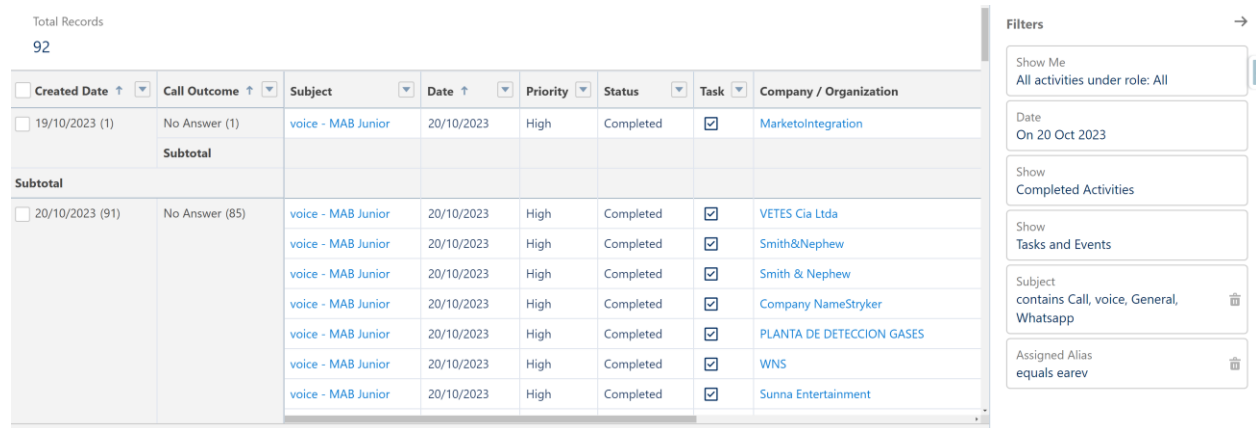 Total Records
92
Created Date ↑ Call Outcome ↑ Subject Date ↑ Priority Status Task Company / Organization
19/10/2023 (1) No Answer (1) voice - MAB Junior 20/10/2023 High Completed MarketoIntegration
Subtotal
Subtotal
20/10/2023 (91) No Answer (85) voice - MAB Junior 20/10/2023 High Completed VETES Cia Ltda
voice - MAB Junior 20/10/2023 High Completed Smith&Nephew
voice - MAB Junior 20/10/2023 High Completed Smith & Nephew
voice - MAB Junior 20/10/2023 High Completed Company NameStryker
voice - MAB Junior 20/10/2023 High Completed PLANTA DE DETECCION GASES
voice - MAB Junior 20/10/2023 High Completed WNS
voice - MAB Junior 20/10/2023 High Completed Sunna Entertainment
Filters
Show Me
All activities under role: All
Date
On 20 Oct 2023
Show
Completed Activities
Show
Tasks and Events
Subject
contains Call, voice, General,
Whatsapp
Assigned Alias
equals earev